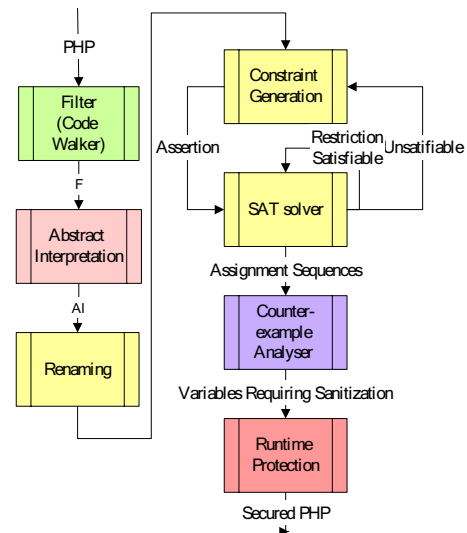 PHP
Filter
(Code
Walker)
F
Abstract
Interpretation
AI
Renaming
Constraint
Generation
Assertion
Restriction
Satisfiable
Unsatifiable
SAT solver
Assignment Sequences
Counter-
example
Analyser
Variables Requiring Sanitization
Runtime
Protection
Secured PHP